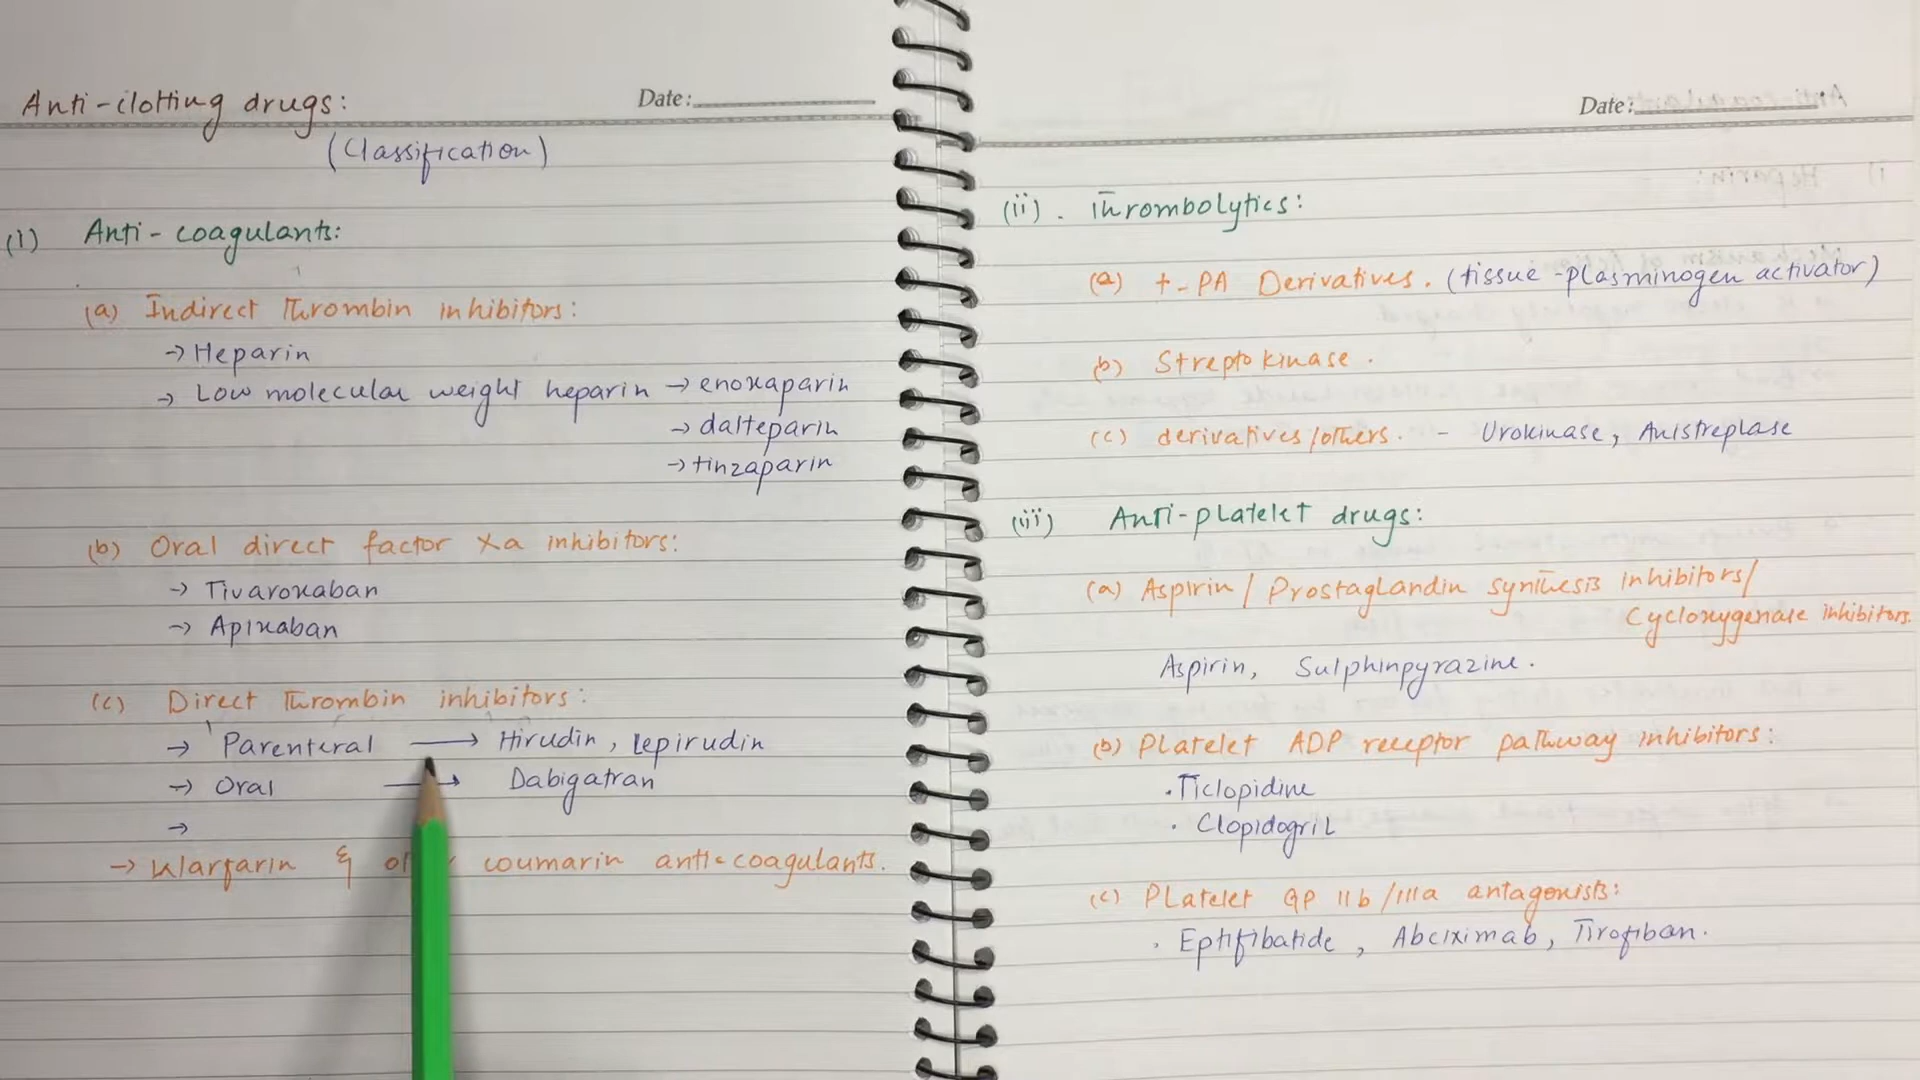 Anti-clotting drugs:
Date:
(Classification)
(i) Anti-coagulants:
(a) Indirect Thrombin inhibitors:
→ Heparin
→ Low molecular weight heparin → enoxaparin
→ dalteparin
→ tinzaparin
(b) Oral direct factor Xa inhibitors:
→ Tivaroxaban
→ Apixaban
(c) Direct Thrombin inhibitors:
→ Parenteral → Hirudin, lepirudin
→ Oral → Dabigatran
→
→ Warfarin & coumarin anti-coagulants.
Date:
(ii). Thrombolytics:
(a) t-PA Derivatives. (tissue-plasminogen activator)
(b) Streptokinase.
(c) derivatives/others. - Urokinase, Anistreplase
(iii) Anti-platelet drugs:
(a) Aspirin/Prostaglandin synthesis inhibitors/
Cycloxygenase inhibitors.
Aspirin, Sulphinpyrazine.
(b) Platelet ADP receptor pathway inhibitors:
· Ticlopidine
· Clopidogril
(c) Platelet GP IIb/IIIa antagonists:
· Eptifibatide, Abciximab, Tirofiban.